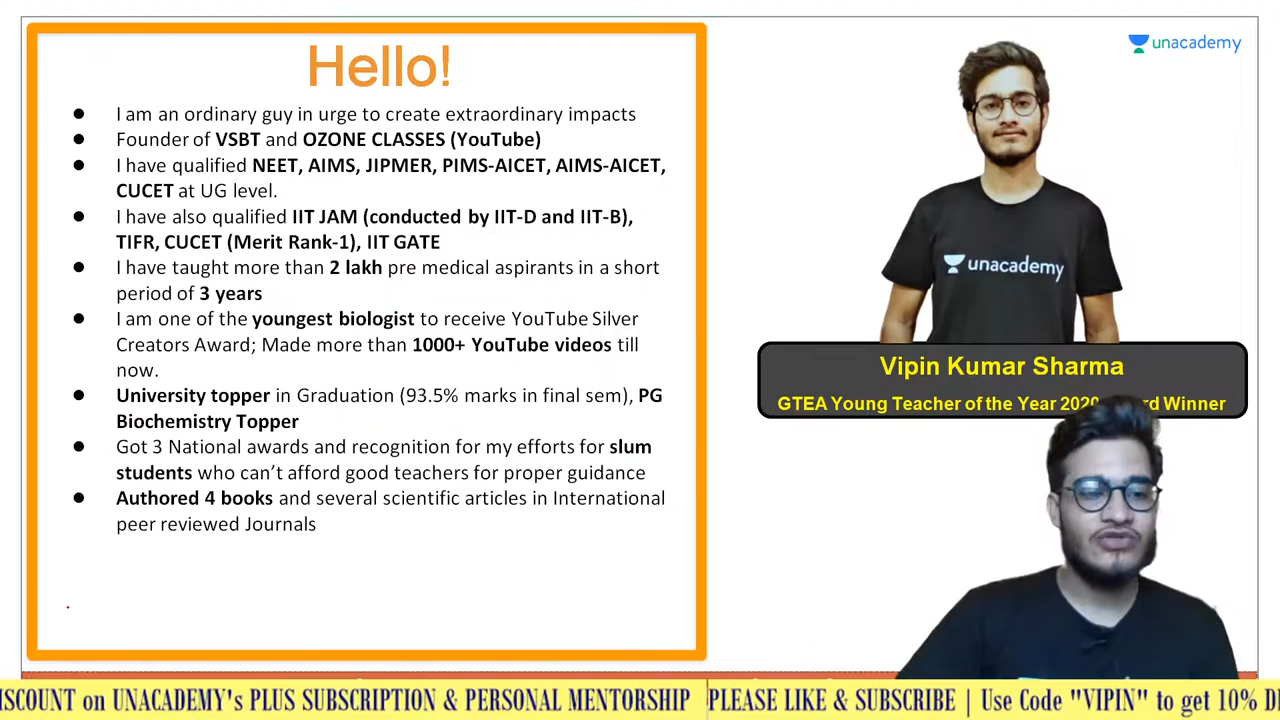 Hello!
● I am an ordinary guy in urge to create extraordinary impacts
● Founder of VSBT and OZONE CLASSES (YouTube)
● I have qualified NEET, AIMS, JIPMER, PIMS-AICET, AIMS-AICET,
CUCET at UG level.
● I have also qualified IIT JAM (conducted by IIT-D and IIT-B),
TIFR, CUCET (Merit Rank-1), IIT GATE
● I have taught more than 2 lakh pre medical aspirants in a short
period of 3 years
● I am one of the youngest biologist to receive YouTube Silver
Creators Award; Made more than 1000+ YouTube videos till
now.
● University topper in Graduation (93.5% marks in final sem), PG
Biochemistry Topper
● Got 3 National awards and recognition for my efforts for slum
students who can’t afford good teachers for proper guidance
● Authored 4 books and several scientific articles in International
peer reviewed Journals
unacademy
unacademy
Vipin Kumar Sharma
GTEA Young Teacher of the Year 2020 Winner
on UNACADEMY's PLUS SUBSCRIPTION & PERSONAL MENTORSHIP PLEASE LIKE & SUBSCRIBE | Use Code "VIPIN" to get 10%